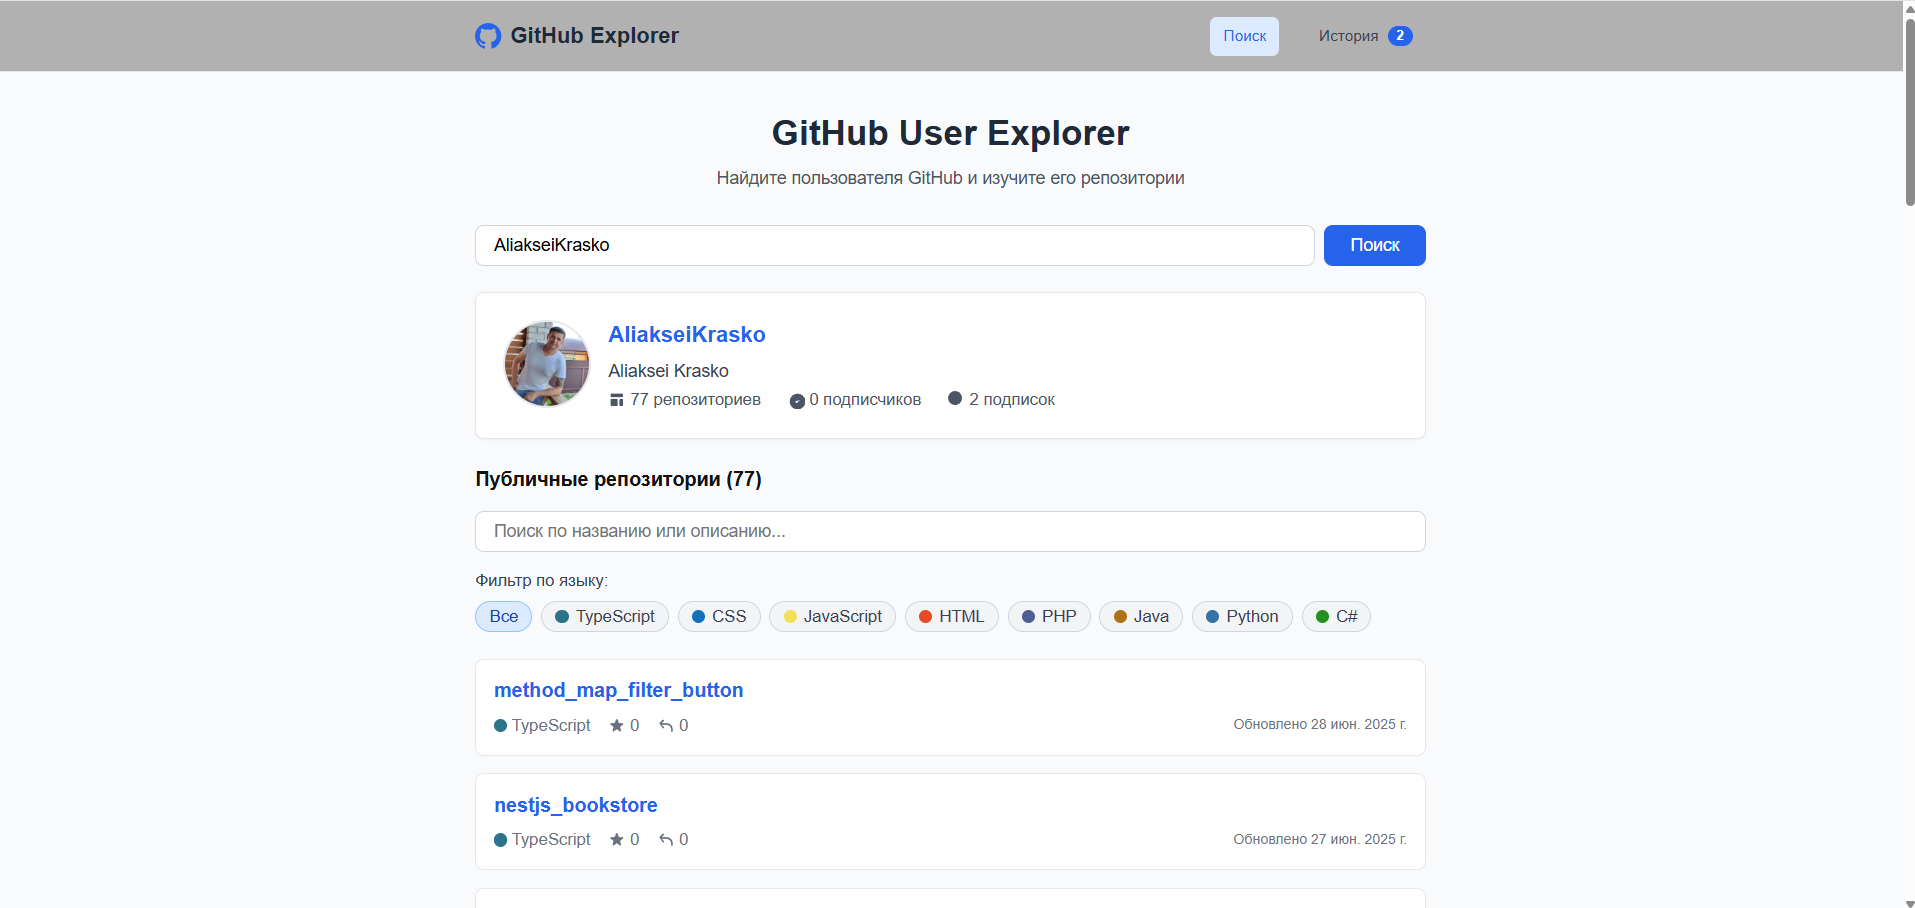 GitHub Explorer
Поиск
История 2
GitHub User Explorer
Найдите пользователя GitHub и изучите его репозитории
AliakseiKrasko
Поиск
AliakseiKrasko
Aliaksei Krasko
77 репозиториев 0 подписчиков 2 подписок
Публичные репозитории (77)
Поиск по названию или описанию...
Фильтр по языку:
Все TypeScript CSS JavaScript HTML PHP Java Python C#
method_map_filter_button
TypeScript 0 0 Обновлено 28 июн. 2025 г.
nestjs_bookstore
TypeScript 0 0 Обновлено 27 июн. 2025 г.